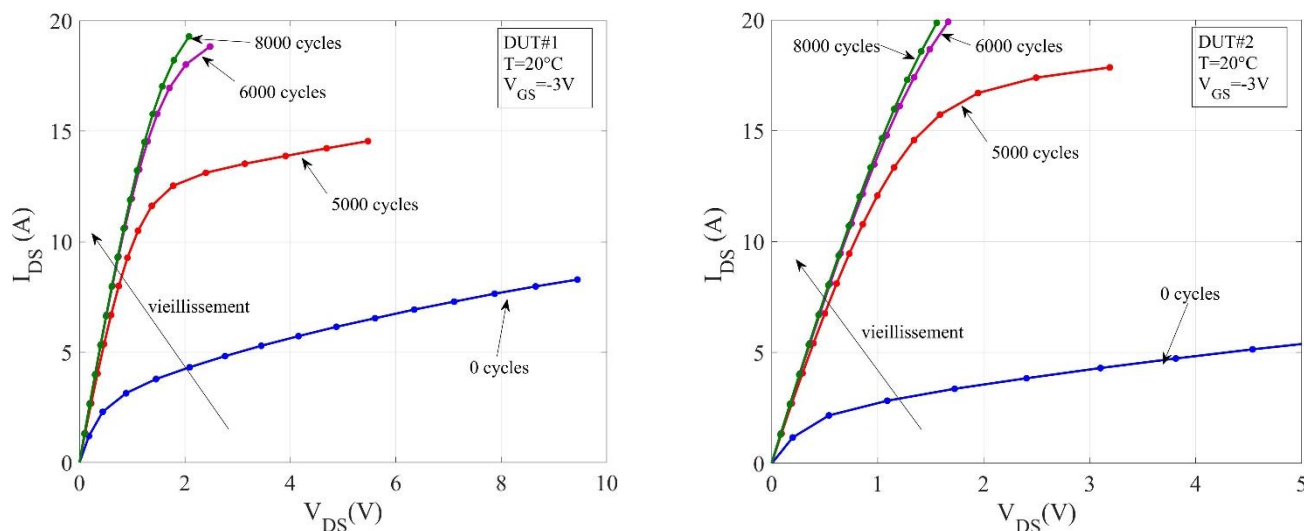 20
15
10
5
0
I_DS (A)
8000 cycles
6000 cycles
DUT#1
T=20°C
V_GS=-3V
5000 cycles
vieillissement
0 cycles
0 2 4 6 8 10
V_DS(V)
20
15
10
5
0
I_DS (A)
8000 cycles
6000 cycles
DUT#2
T=20°C
V_GS=-3V
5000 cycles
0 cycles
vieillissement
0 1 2 3 4 5
V_DS(V)